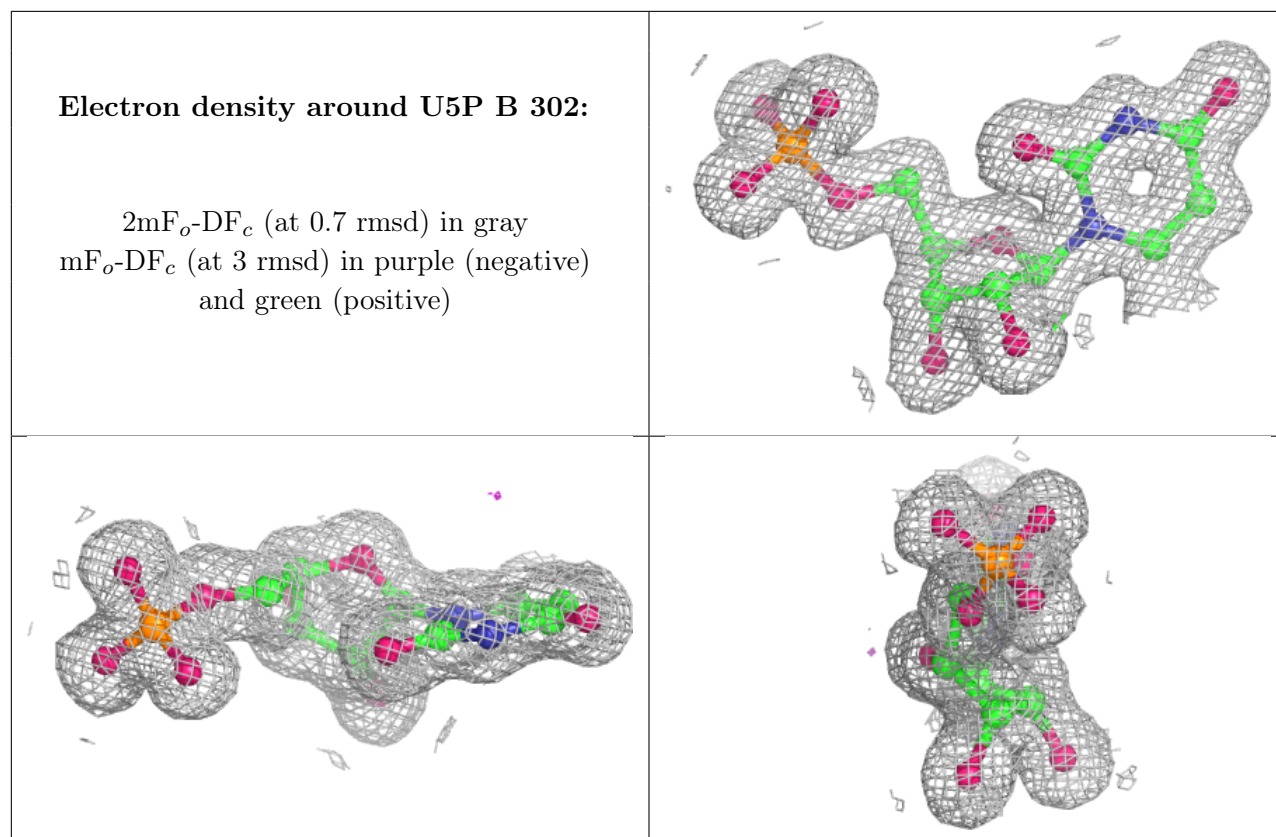 Electron density around U5P B 302:
2mFo-DFc (at 0.7 rmsd) in gray
mFo-DFc (at 3 rmsd) in purple (negative)
and green (positive)